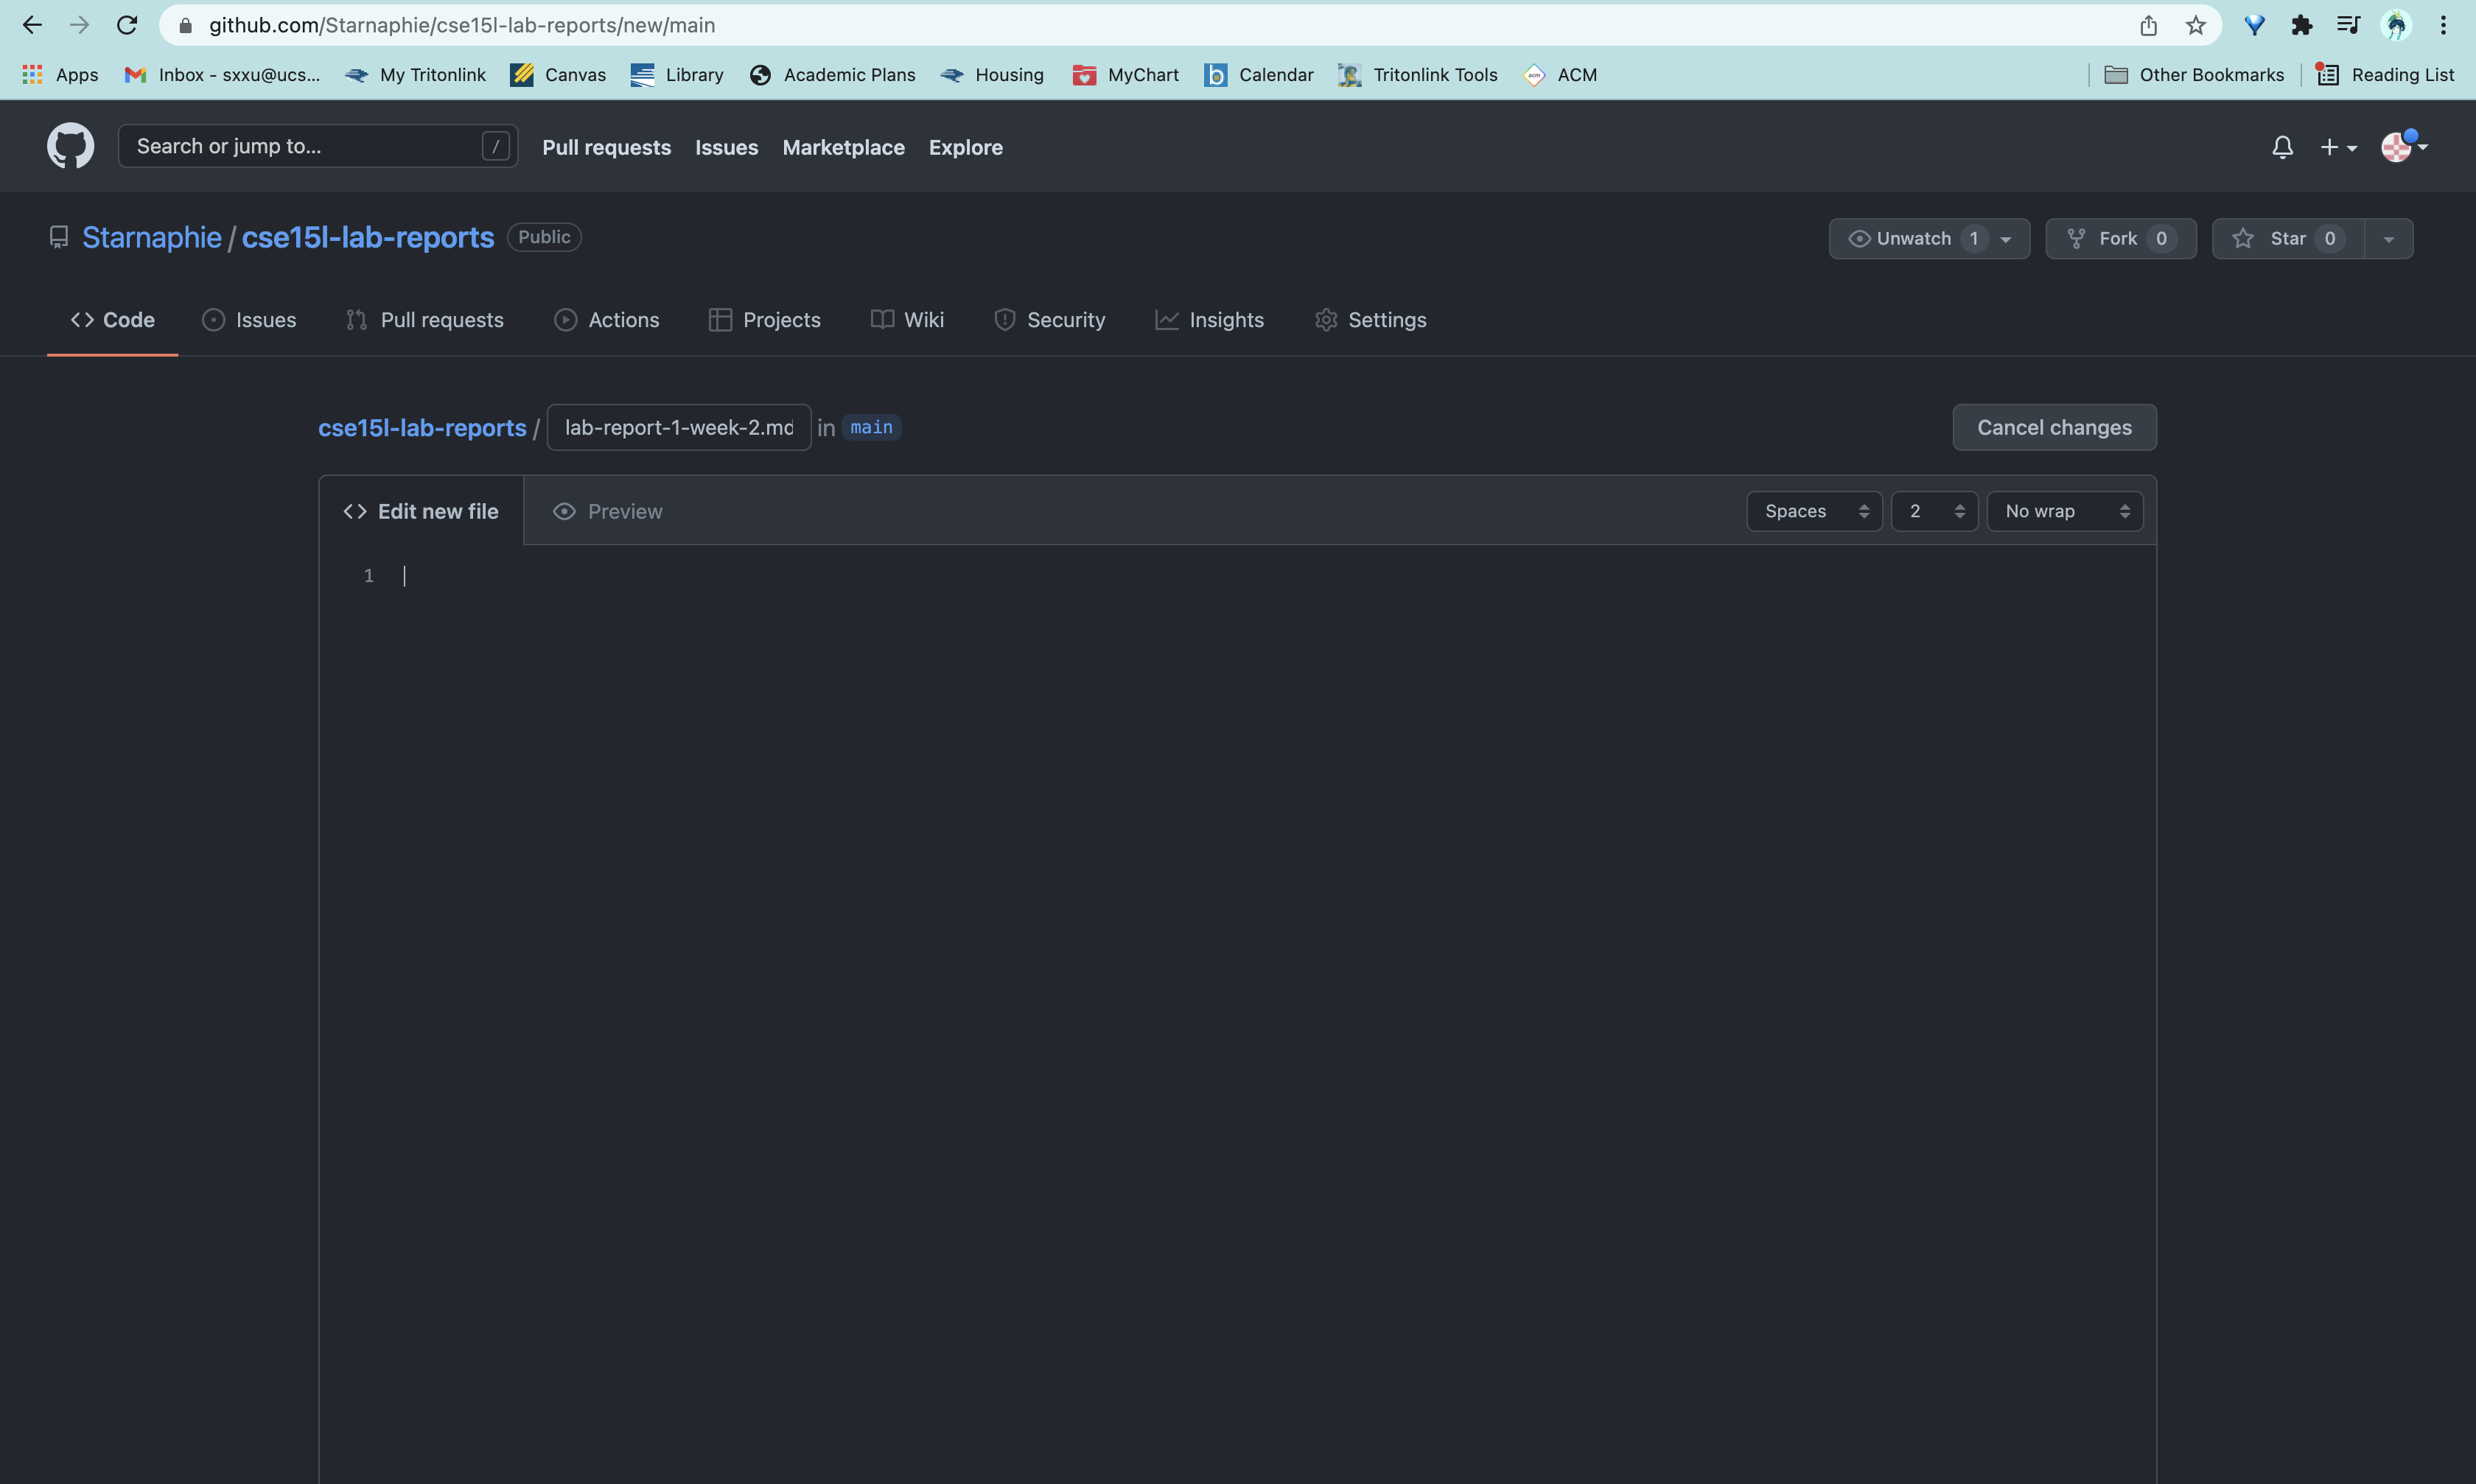 github.com/Starnaphie/cse15l-lab-reports/new/main
Apps Inbox - sxxu@ucs... My Tritonlink Canvas Library Academic Plans Housing MyChart Calendar Tritonlink Tools ACM Other Bookmarks Reading List
Search or jump to... / Pull requests Issues Marketplace Explore
Starnaphie / cse15l-lab-reports Public Unwatch 1 Fork 0 Star 0
Code Issues Pull requests Actions Projects Wiki Security Insights Settings
cse15l-lab-reports / lab-report-1-week-2.md in main Cancel changes
Edit new file Preview Spaces 2 No wrap
1